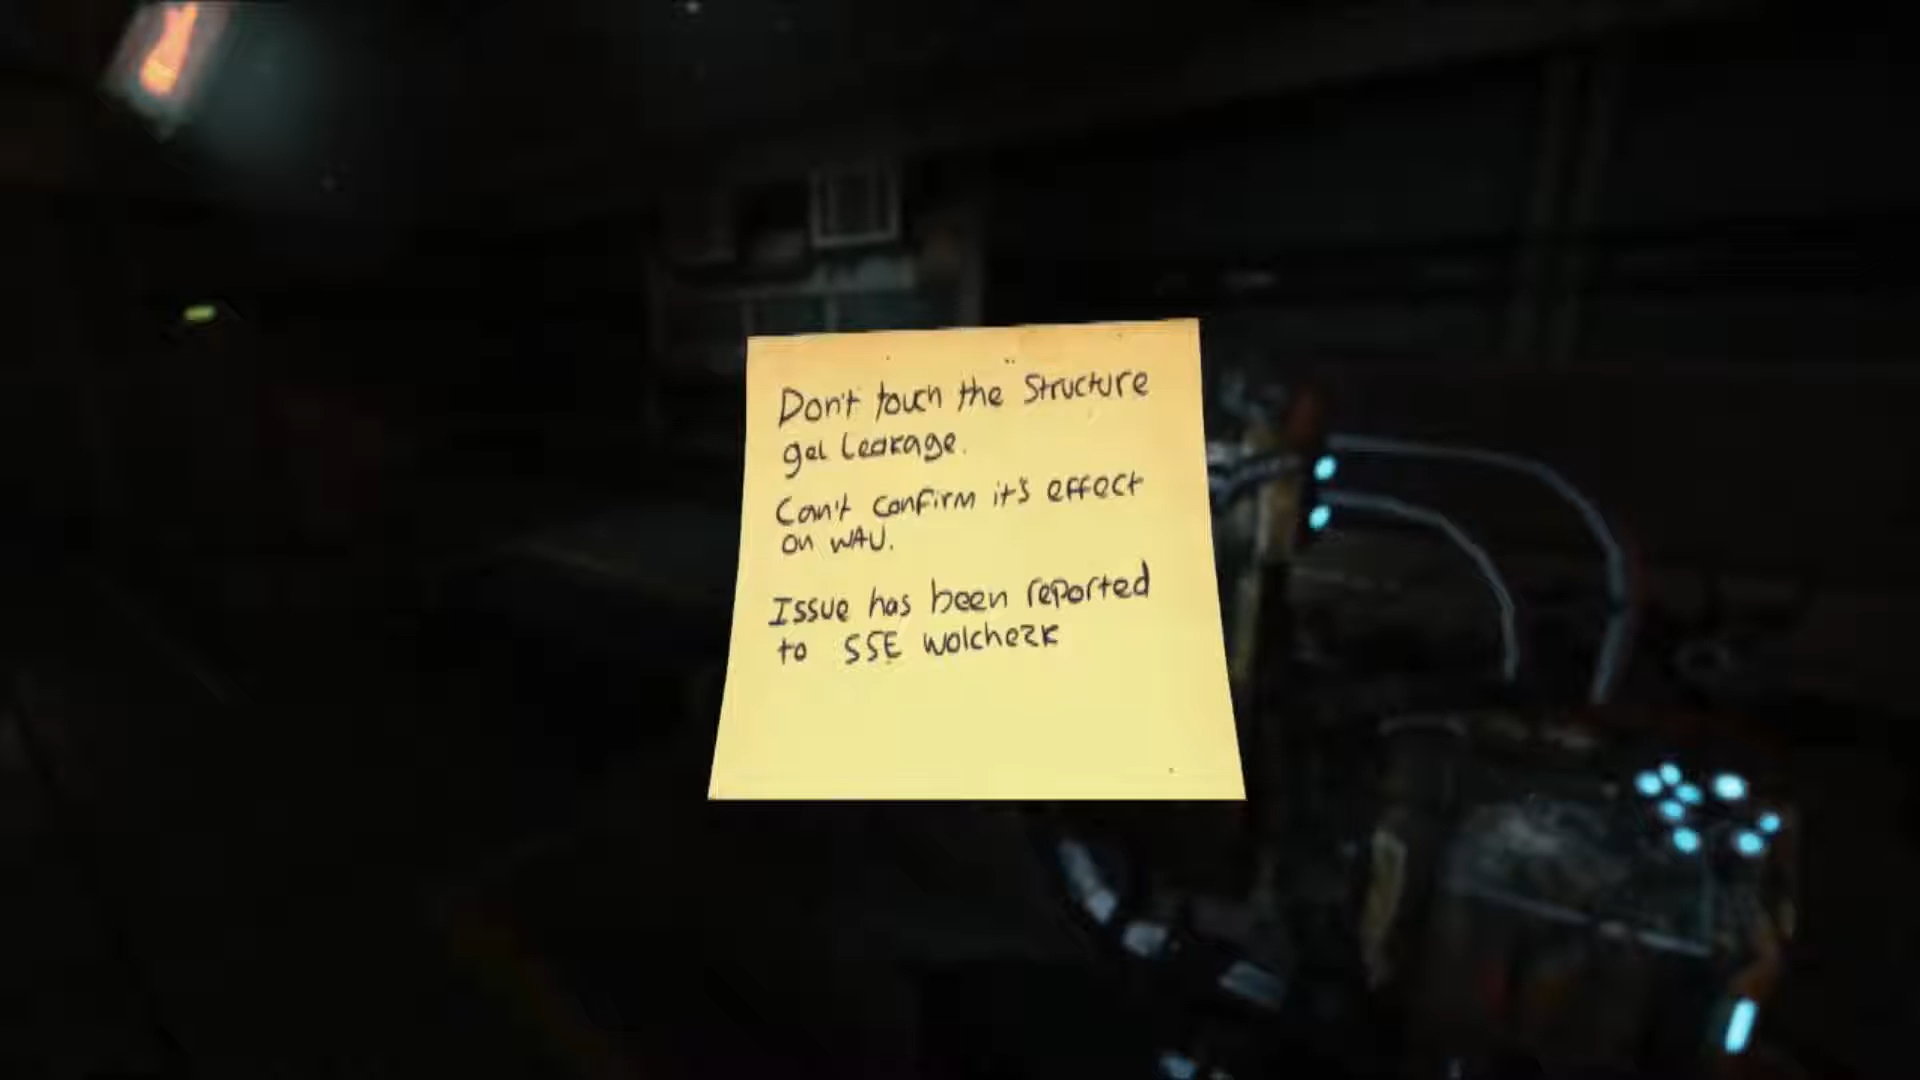 Don't touch the Structure
gel Leakage.
Can't confirm it's effect
on WAU.
Issue has been reported
to SSE Wolchezk